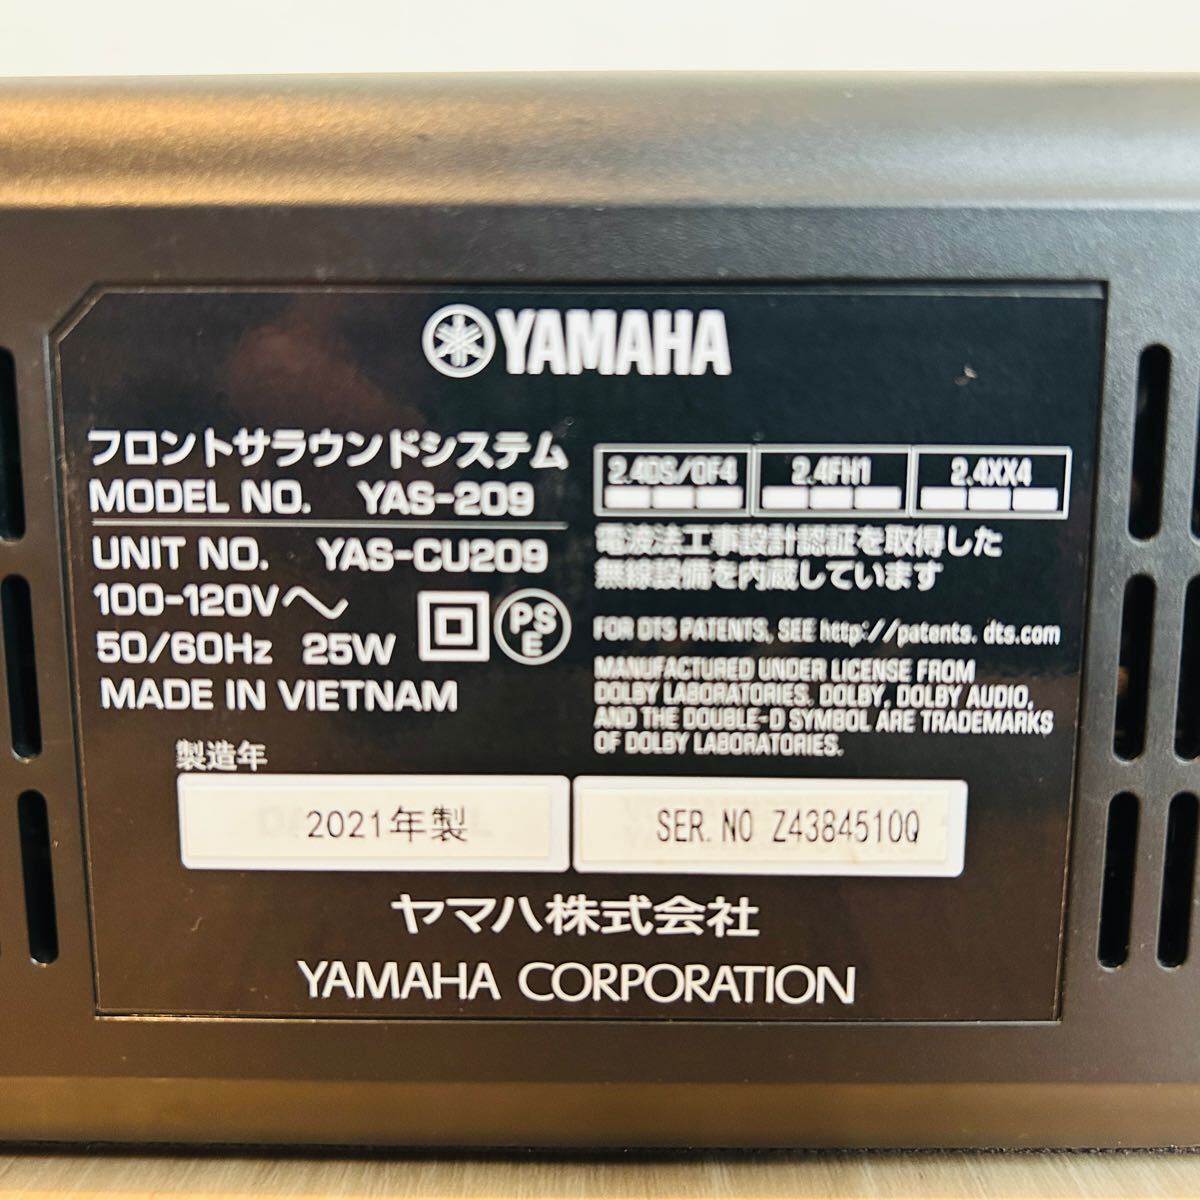 YAMAHA
フロントサラウンドシステム
MODEL NO. YAS-209
UNIT NO. YAS-CU209
100-120V～
50/60Hz 25W
PS
E
MADE IN VIETNAM
2.4DS/OF4 2.4FH1 2.4XX4
電波法工事設計認証を取得した
無線設備を内蔵しています
FOR DTS PATENTS, SEE http://patents.dts.com
MANUFACTURED UNDER LICENSE FROM
DOLBY LABORATORIES. DOLBY, DOLBY AUDIO,
AND THE DOUBLE-D SYMBOL ARE TRADEMARKS
OF DOLBY LABORATORIES.
製造年
2021年製
SER. NO Z4384510Q
ヤマハ株式会社
YAMAHA CORPORATION